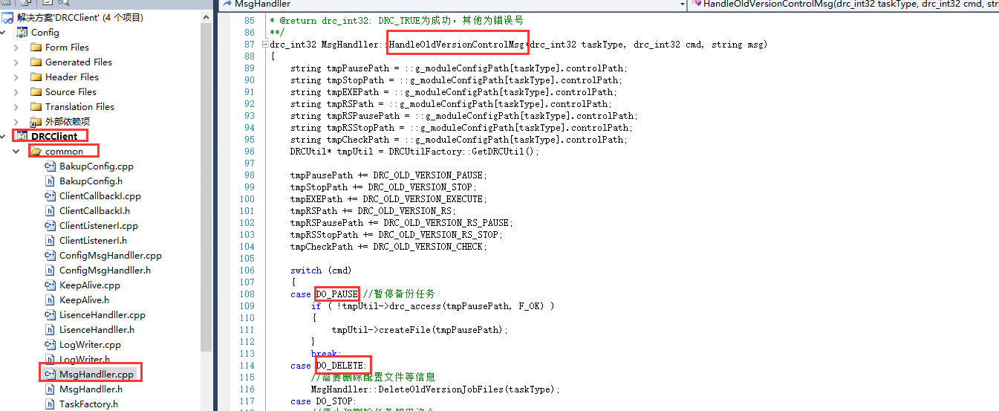 解决方案'DRCClient' (4 个项目)
Config
Form Files
Generated Files
Header Files
Source Files
Translation Files
外部依赖项
DRCClient
common
BakupConfig.cpp
BakupConfig.h
ClientCallbackI.cpp
ClientCallbackI.h
ClientListenerI.cpp
ClientListenerI.h
ConfigMsgHandller.cpp
ConfigMsgHandller.h
KeepAlive.cpp
KeepAlive.h
LisenceHandller.cpp
LisenceHandller.h
LogWriter.cpp
LogWriter.h
MsgHandller.cpp
MsgHandller.h
TaskFactory.h
MsgHandller
HandleOldVersionControlMsg(drc_int32 taskType, drc_int32 cmd, stri
85 * @return drc_int32: DRC_TRUE为成功，其他为错误号
86 **/
87 drc_int32 MsgHandller::HandleOldVersionControlMsg(drc_int32 taskType, drc_int32 cmd, string msg)
88 {
89 string tmpPausePath = ::g_moduleConfigPath[taskType].controlPath;
90 string tmpStopPath = ::g_moduleConfigPath[taskType].controlPath;
91 string tmpEXEPath = ::g_moduleConfigPath[taskType].controlPath;
92 string tmpRSPath = ::g_moduleConfigPath[taskType].controlPath;
93 string tmpRSPausePath = ::g_moduleConfigPath[taskType].controlPath;
94 string tmpRSStopPath = ::g_moduleConfigPath[taskType].controlPath;
95 string tmpCheckPath = ::g_moduleConfigPath[taskType].controlPath;
96 DRCUtil* tmpUtil = DRCUtilFactory::GetDRCUtil();
97
98 tmpPausePath += DRC_OLD_VERSION_PAUSE;
99 tmpStopPath += DRC_OLD_VERSION_STOP;
100 tmpEXEPath += DRC_OLD_VERSION_EXECUTE;
101 tmpRSPath += DRC_OLD_VERSION_RS;
102 tmpRSPausePath += DRC_OLD_VERSION_RS_PAUSE;
103 tmpRSStopPath += DRC_OLD_VERSION_RS_STOP;
104 tmpCheckPath += DRC_OLD_VERSION_CHECK;
105
106 switch (cmd)
107 {
108 case DO_PAUSE //暂停备份任务
109 if ( !tmpUtil->drc_access(tmpPausePath, F_OK) )
110 {
111 tmpUtil->createFile(tmpPausePath);
112 }
113 break;
114 case DO_DELETE:
115 //需要删除配置文件等信息
116 MsgHandller::DeleteOldVersionJobFiles(taskType);
117 case DO_STOP: